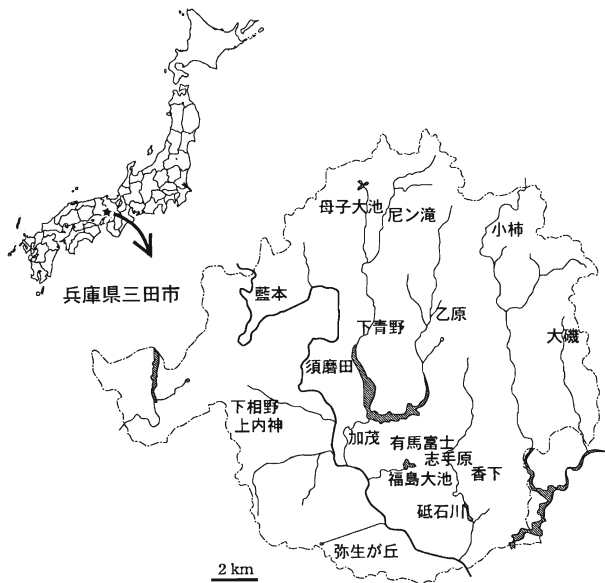 兵庫県三田市
母子大池
尼ン滝
小柿
藍本
乙原
下青野
大磯
須磨田
下相野
上内神
加茂
有馬富士
志手原
香下
福島大池
砥石川
弥生が丘
2 km